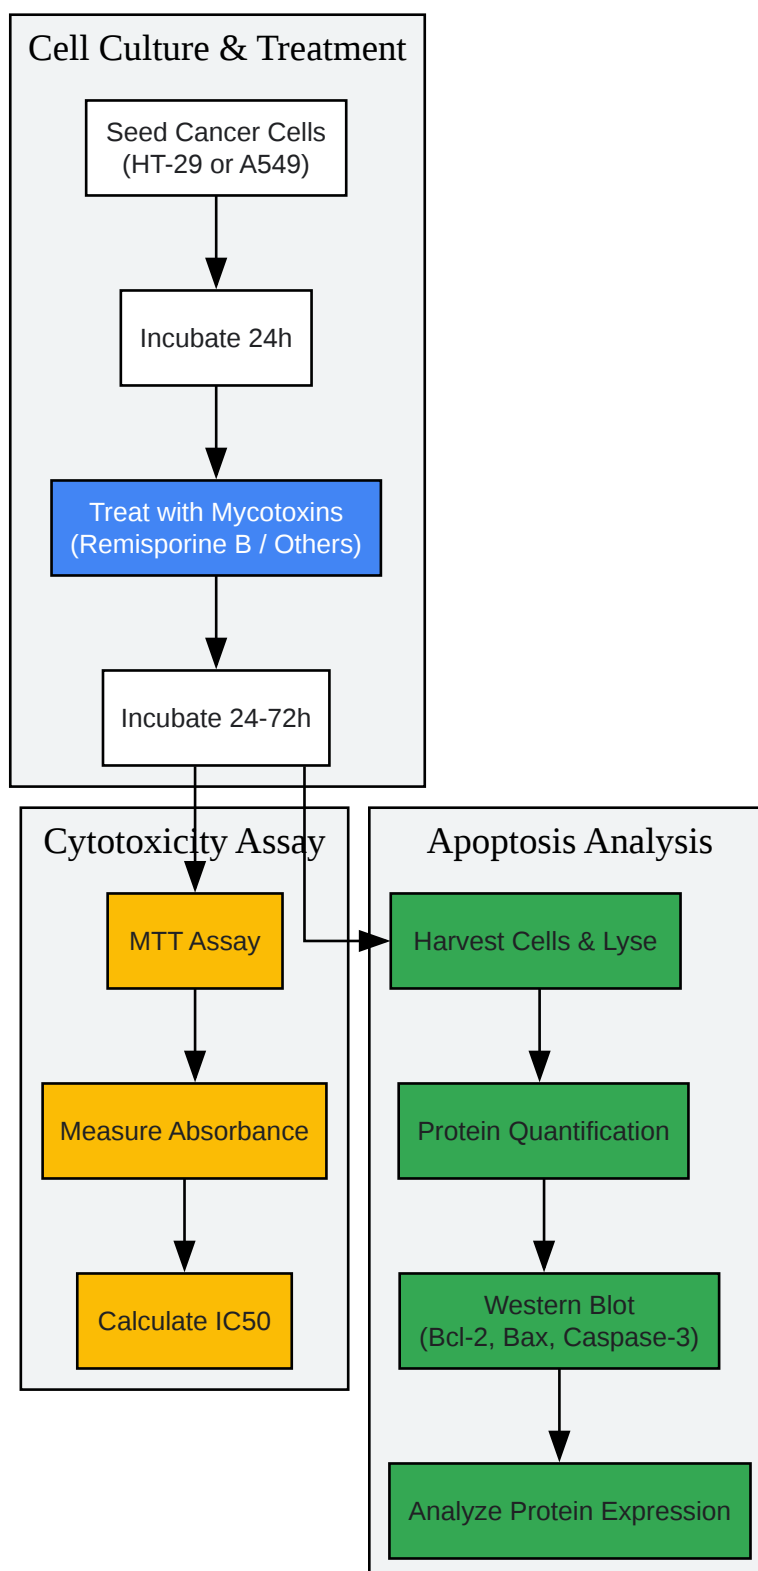 Cell Culture & Treatment
Seed Cancer Cells
(HT-29 or A549)
Incubate 24h
Treat with Mycotoxins
(Remisporine B / Others)
Incubate 24-72h
Cytotoxicity Assay
MTT Assay
Measure Absorbance
Calculate IC50
Apoptosis Analysis
Harvest Cells & Lyse
Protein Quantification
Western Blot
(Bcl-2, Bax, Caspase-3)
Analyze Protein Expression